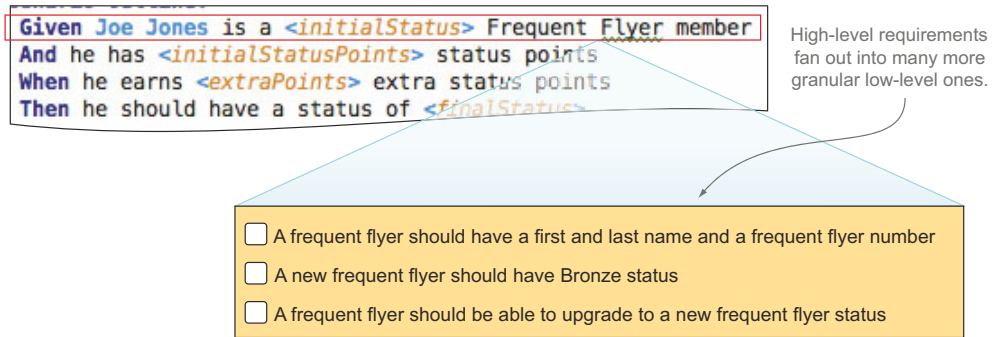 Given Joe Jones is a <initialStatus> Frequent Flyer member
And he has <initialStatusPoints> status points
When he earns <extraPoints> extra status points
Then he should have a status of <finalStatus>
High-level requirements
fan out into many more
granular low-level ones.
A frequent flyer should have a first and last name and a frequent flyer number
A new frequent flyer should have Bronze status
A frequent flyer should be able to upgrade to a new frequent flyer status